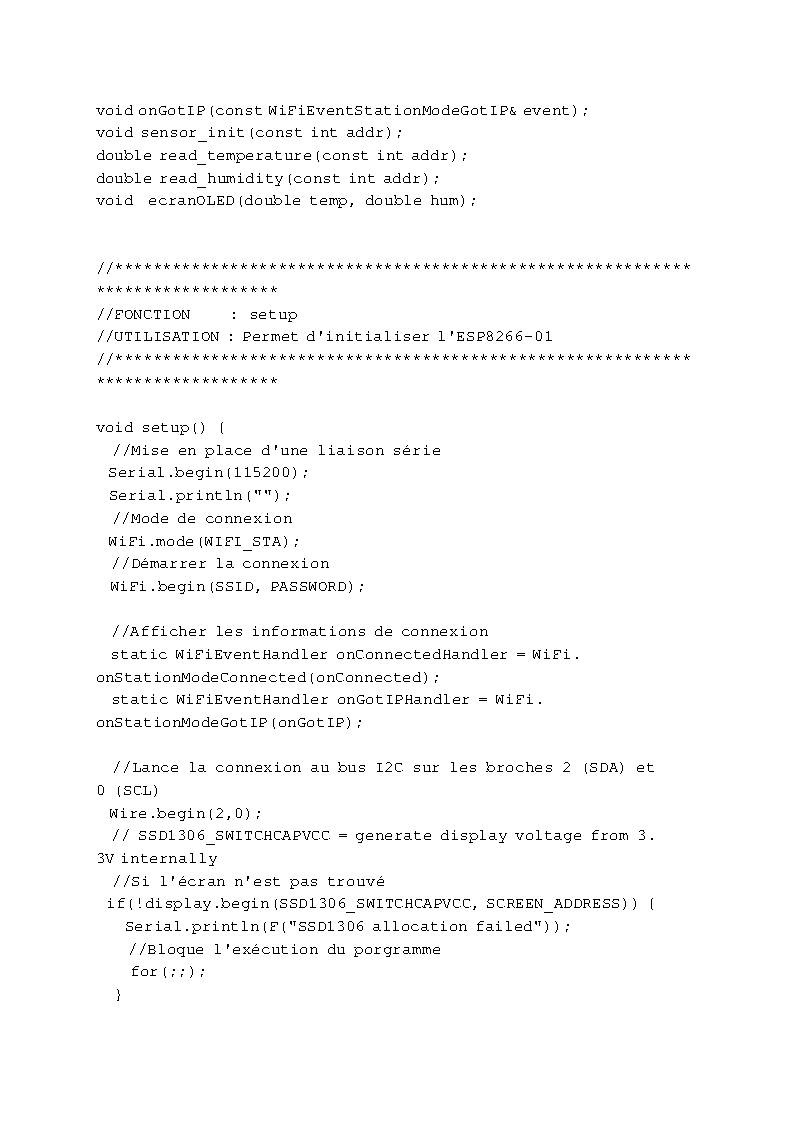 void onGotIP(const WiFiEventStationModeGotIP& event);
void sensor_init(const int addr);
double read_temperature(const int addr);
double read_humidity(const int addr);
void  ecranOLED(double temp, double hum);
//************************************************************
*******************
//FONCTION    : setup
//UTILISATION : Permet d'initialiser l'ESP8266-01
//************************************************************
*******************
void setup() {
  //Mise en place d'une liaison série
  Serial.begin(115200);
  Serial.println("");
  //Mode de connexion
  WiFi.mode(WIFI_STA);
  //Démarrer la connexion
  WiFi.begin(SSID, PASSWORD);
  //Afficher les informations de connexion
  static WiFiEventHandler onConnectedHandler = WiFi.
onStationModeConnected(onConnected);
  static WiFiEventHandler onGotIPHandler = WiFi.
onStationModeGotIP(onGotIP);
  //Lance la connexion au bus I2C sur les broches 2 (SDA) et
0 (SCL)
  Wire.begin(2,0);
  // SSD1306_SWITCHCAPVCC = generate display voltage from 3.
3V internally
  //Si l'écran n'est pas trouvé
  if(!display.begin(SSD1306_SWITCHCAPVCC, SCREEN_ADDRESS)) {
    Serial.println(F("SSD1306 allocation failed"));
    //Bloque l'exécution du porgramme
    for(;;);
  }